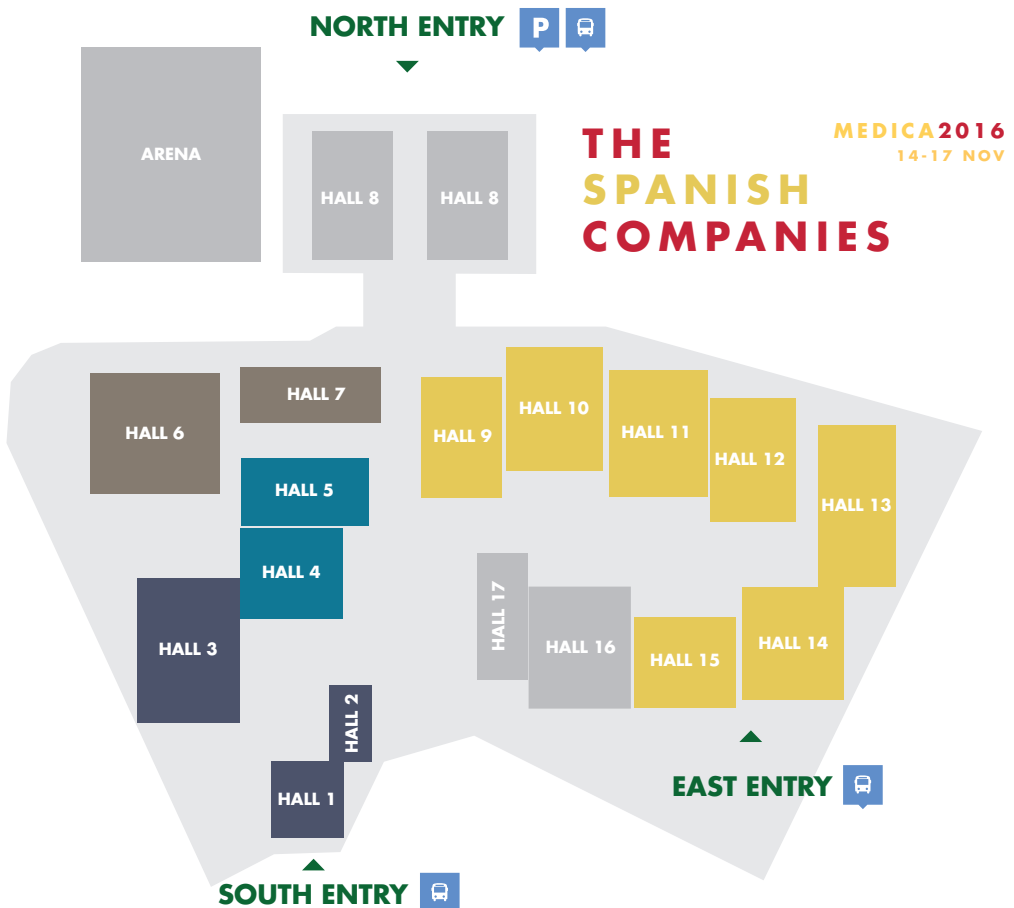 NORTH ENTRY P
THE
SPANISH
COMPANIES
MEDICA2016
14-17 NOV
ARENA
HALL 8
HALL 8
HALL 7
HALL 6
HALL 5
HALL 4
HALL 3
HALL 2
HALL 1
HALL 9
HALL 10
HALL 11
HALL 12
HALL 13
HALL 14
HALL 15
HALL 16
HALL 17
EAST ENTRY
SOUTH ENTRY